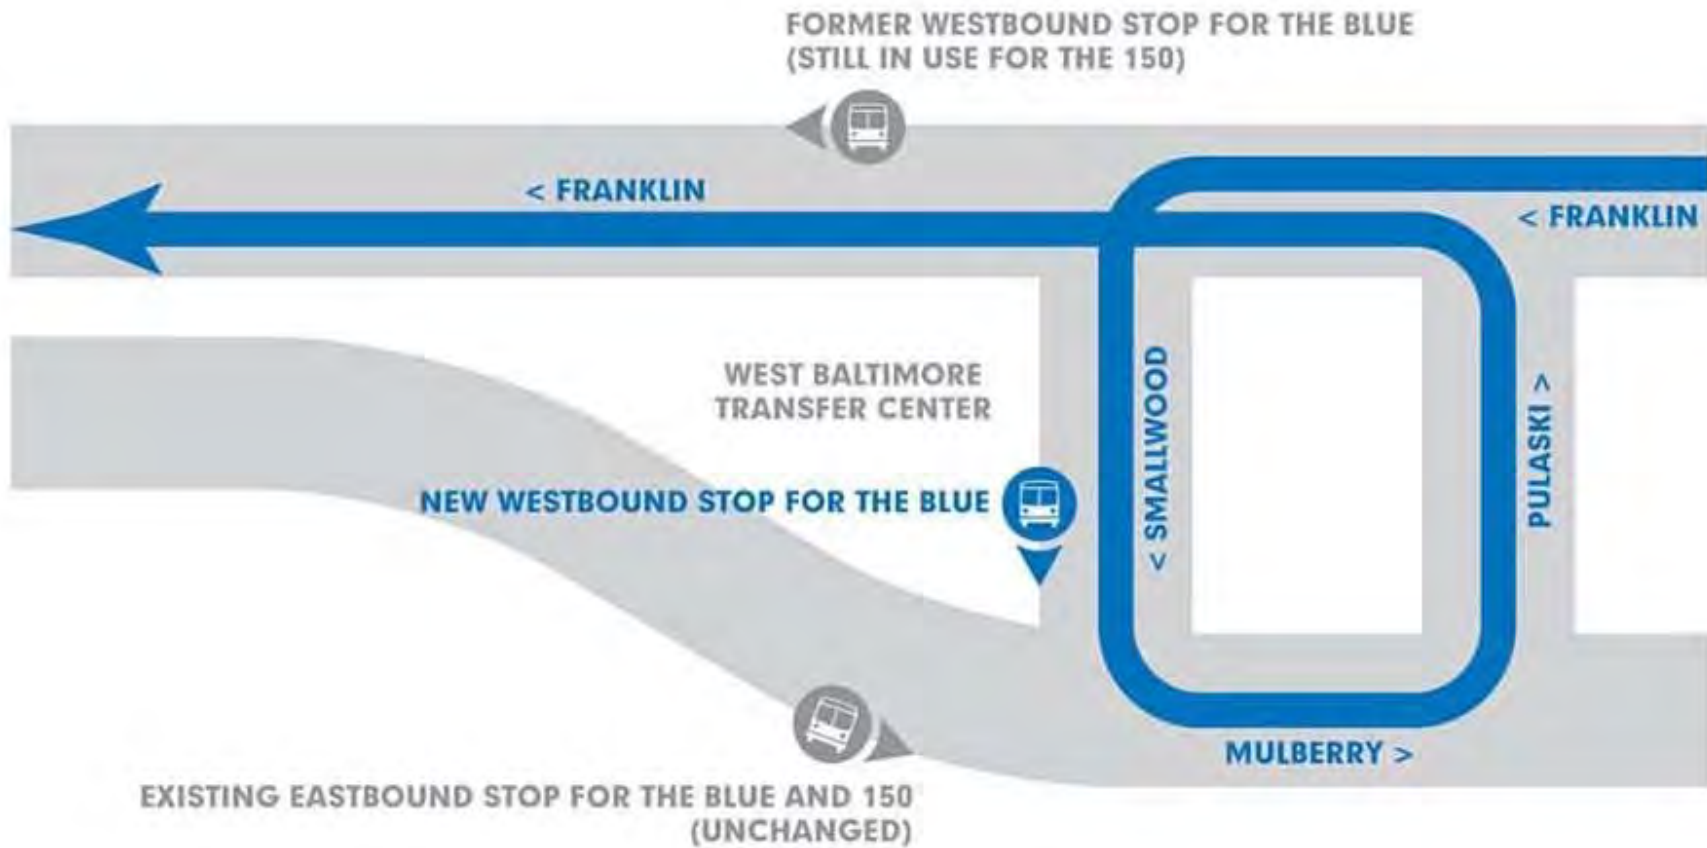 FORMER WESTBOUND STOP FOR THE BLUE
(STILL IN USE FOR THE 150)
< FRANKLIN
< FRANKLIN
WEST BALTIMORE
TRANSFER CENTER
< SMALLWOOD
PULASKI >
NEW WESTBOUND STOP FOR THE BLUE
MULBERRY >
EXISTING EASTBOUND STOP FOR THE BLUE AND 150
(UNCHANGED)